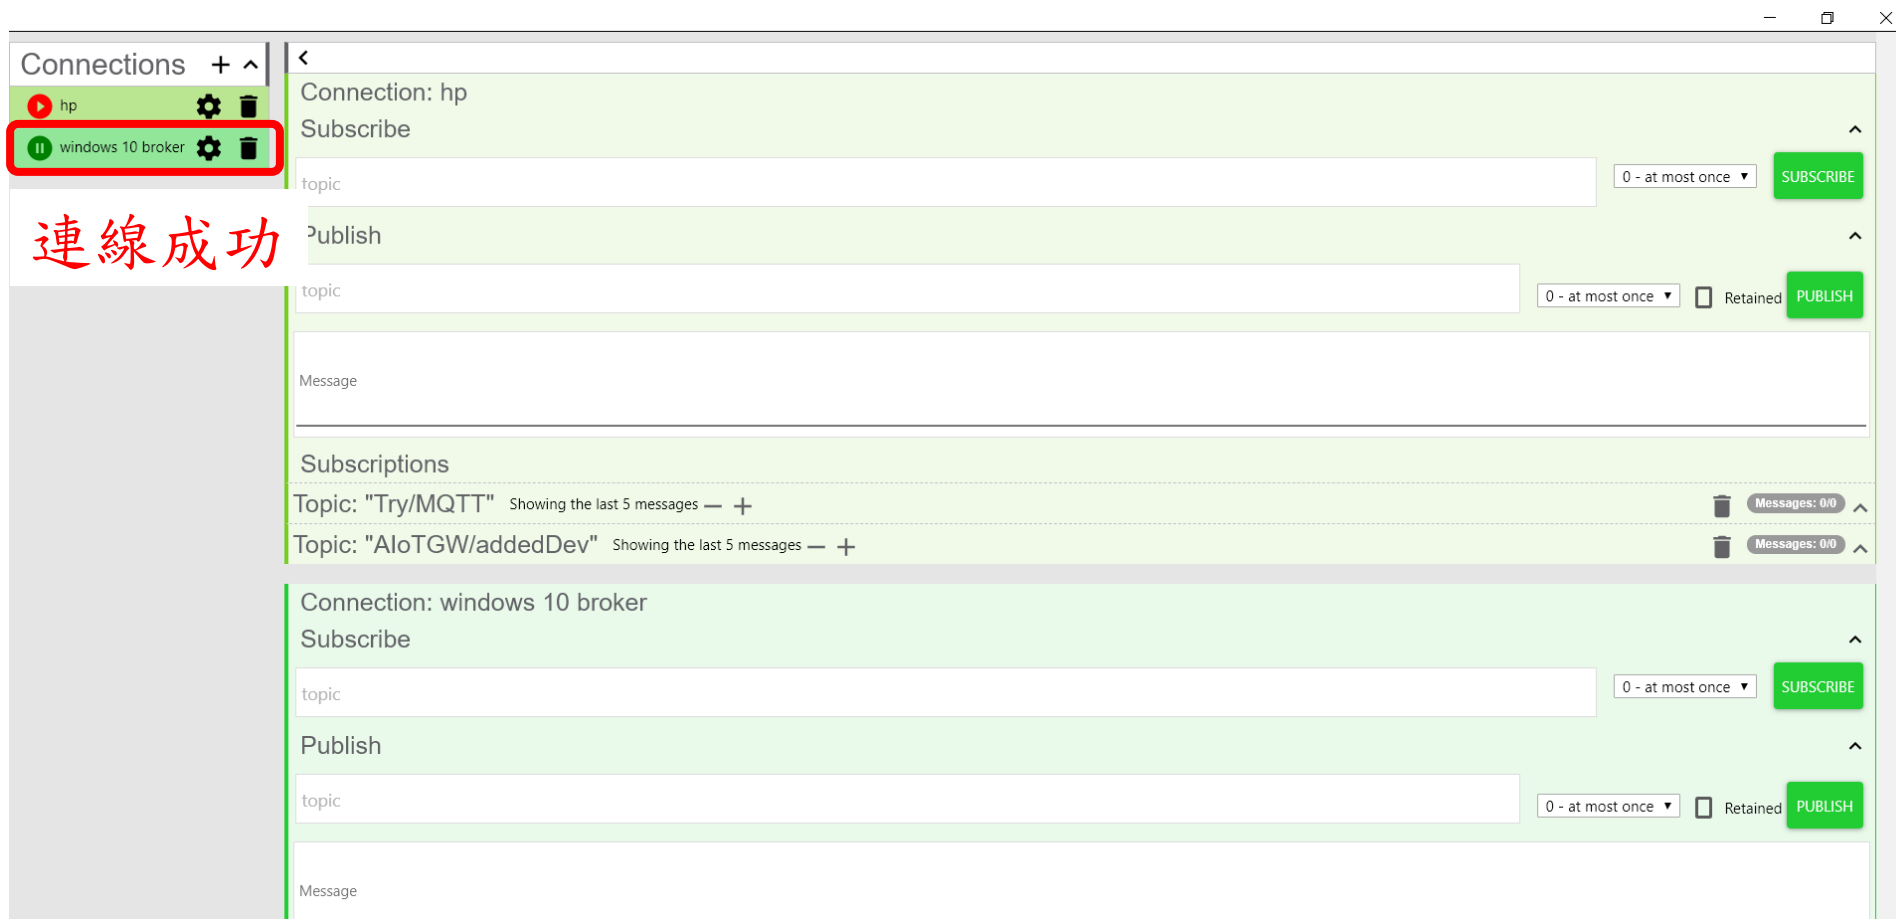 Connections
hp
windows 10 broker
連線成功
Connection: hp
Subscribe
topic
0 - at most once
SUBSCRIBE
Publish
topic
0 - at most once
Retained
PUBLISH
Message
Subscriptions
Topic: "Try/MQTT" Showing the last 5 messages
Messages: 0/0
Topic: "AIoTGW/addedDev" Showing the last 5 messages
Messages: 0/0
Connection: windows 10 broker
Subscribe
topic
0 - at most once
SUBSCRIBE
Publish
topic
0 - at most once
Retained
PUBLISH
Message